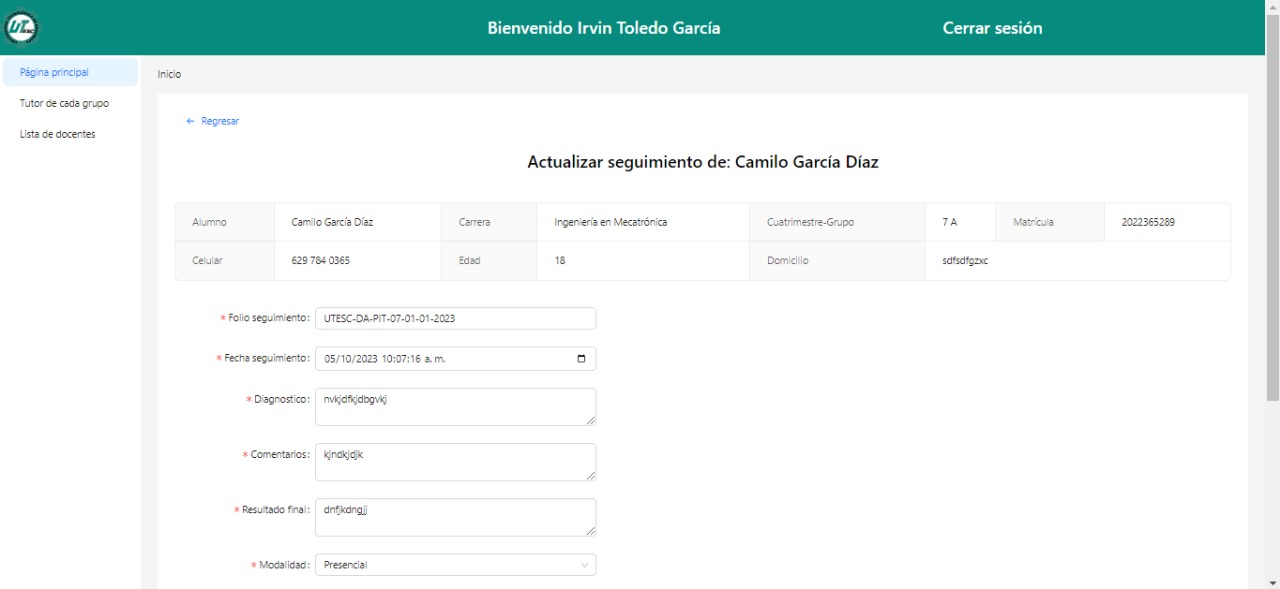 UTESC
Bienvenido Irvin Toledo García
Cerrar sesión
Página principal
Tutor de cada grupo
Lista de docentes
Inicio
← Regresar
Actualizar seguimiento de: Camilo García Díaz
Alumno Camilo García Díaz Carrera Ingeniería en Mecatrónica Cuatrimestre-Grupo 7 A Matrícula 2022365289
Celular 629 784 0365 Edad 18 Domicilio sdfsdfgzxc
* Folio seguimiento: UTESC-DA-PIT-07-01-01-2023
* Fecha seguimiento: 05/10/2023 10:07:16 a. m.
* Diagnostico: nvkjdfkjdbgvkj
* Comentarios: kjndkjdjk
* Resultado final: dnfjkdngjj
* Modalidad: Presencial